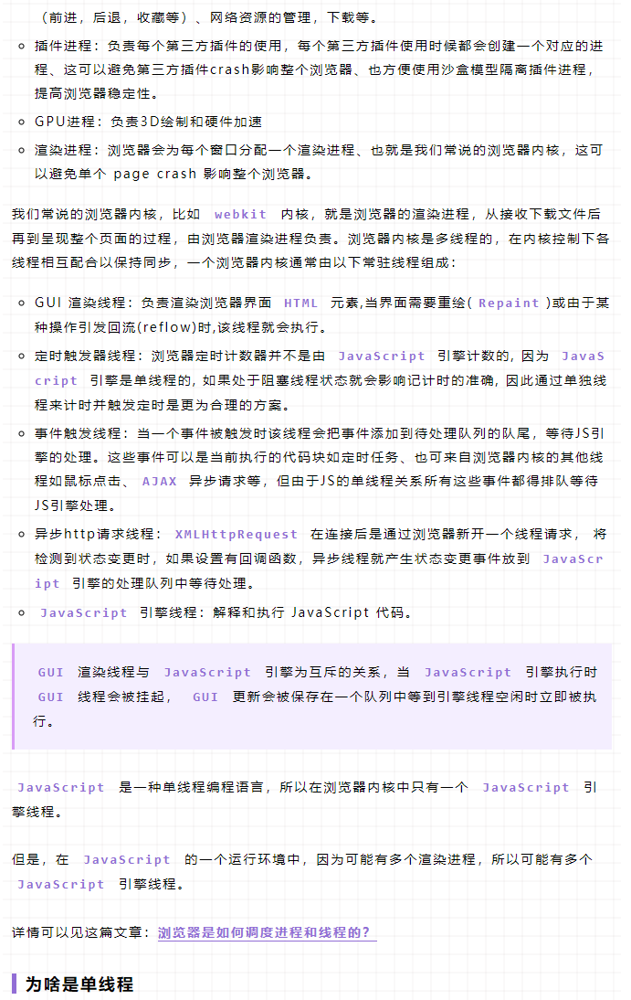 （前进，后退，收藏等）、网络资源的管理，下载等。
插件进程：负责每个第三方插件的使用，每个第三方插件使用时候都会创建一个对应的进
程、这可以避免第三方插件crash影响整个浏览器、也方便使用沙盒模型隔离插件进程，
提高浏览器稳定性。
GPU进程：负责3D绘制和硬件加速
渲染进程：浏览器会为每个窗口分配一个渲染进程、也就是我们常说的浏览器内核，这可
以避免单个 page crash 影响整个浏览器。
我们常说的浏览器内核，比如 webkit 内核，就是浏览器的渲染进程，从接收下载文件后
再到呈现整个页面的过程，由浏览器渲染进程负责。浏览器内核是多线程的，在内核控制下各
线程相互配合以保持同步，一个浏览器内核通常由以下常驻线程组成：
GUI 渲染线程：负责渲染浏览器界面 HTML 元素,当界面需要重绘(Repaint)或由于某
种操作引发回流(reflow)时,该线程就会执行。
定时触发器线程：浏览器定时计数器并不是由 JavaScript 引擎计数的, 因为 JavaS
cript 引擎是单线程的, 如果处于阻塞线程状态就会影响记计时的准确, 因此通过单独线
程来计时并触发定时是更为合理的方案。
事件触发线程：当一个事件被触发时该线程会把事件添加到待处理队列的队尾，等待JS引
擎的处理。这些事件可以是当前执行的代码块如定时任务、也可来自浏览器内核的其他线
程如鼠标点击、AJAX 异步请求等，但由于JS的单线程关系所有这些事件都得排队等待
JS引擎处理。
异步http请求线程：XMLHttpRequest 在连接后是通过浏览器新开一个线程请求， 将
检测到状态变更时，如果设置有回调函数，异步线程就产生状态变更事件放到 JavaScr
ipt 引擎的处理队列中等待处理。
JavaScript 引擎线程：解释和执行 JavaScript 代码。
GUI 渲染线程与 JavaScript 引擎为互斥的关系，当 JavaScript 引擎执行时
GUI 线程会被挂起， GUI 更新会被保存在一个队列中等到引擎线程空闲时立即被执
行。
JavaScript 是一种单线程编程语言，所以在浏览器内核中只有一个 JavaScript 引
擎线程。
但是，在 JavaScript 的一个运行环境中，因为可能有多个渲染进程，所以可能有多个
JavaScript 引擎线程。
详情可以见这篇文章：浏览器是如何调度进程和线程的？
为啥是单线程